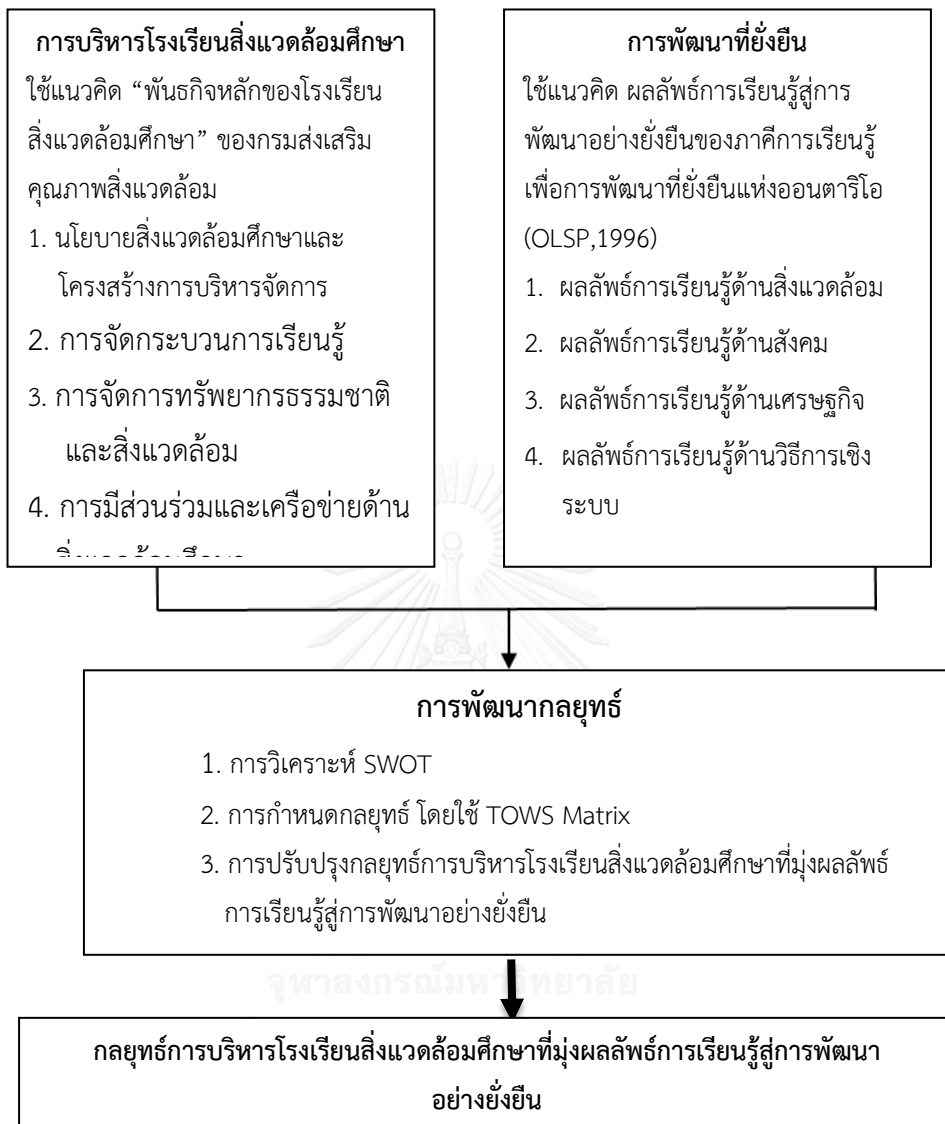 การบริหารโรงเรียนสิ่งแวดล้อมศึกษา
ใช้แนวคิด “พันธกิจหลักของโรงเรียน
สิ่งแวดล้อมศึกษา” ของกรมส่งเสริม
คุณภาพสิ่งแวดล้อม
1. นโยบายสิ่งแวดล้อมศึกษาและ
โครงสร้างการบริหารจัดการ
2. การจัดกระบวนการเรียนรู้
3. การจัดการทรัพยากรธรรมชาติ
และสิ่งแวดล้อม
4. การมีส่วนร่วมและเครือข่ายด้าน
การพัฒนาที่ยั่งยืน
ใช้แนวคิด ผลลัพธ์การเรียนรู้สู่การ
พัฒนาอย่างยั่งยืนของภาคีการเรียนรู้
เพื่อการพัฒนาที่ยั่งยืนแห่งออนตาริโอ
(OLSP,1996)
1. ผลลัพธ์การเรียนรู้ด้านสิ่งแวดล้อม
2. ผลลัพธ์การเรียนรู้ด้านสังคม
3. ผลลัพธ์การเรียนรู้ด้านเศรษฐกิจ
4. ผลลัพธ์การเรียนรู้ด้านวิธีการเชิง
ระบบ
การพัฒนากลยุทธ์
1. การวิเคราะห์ SWOT
2. การกำหนดกลยุทธ์ โดยใช้ TOWS Matrix
3. การปรับปรุงกลยุทธ์การบริหารโรงเรียนสิ่งแวดล้อมศึกษาที่มุ่งผลลัพธ์
การเรียนรู้สู่การพัฒนาอย่างยั่งยืน
จุฬาลงกรณ์มหาวิทยาลัย
กลยุทธ์การบริหารโรงเรียนสิ่งแวดล้อมศึกษาที่มุ่งผลลัพธ์การเรียนรู้สู่การพัฒนา
อย่างยั่งยืน